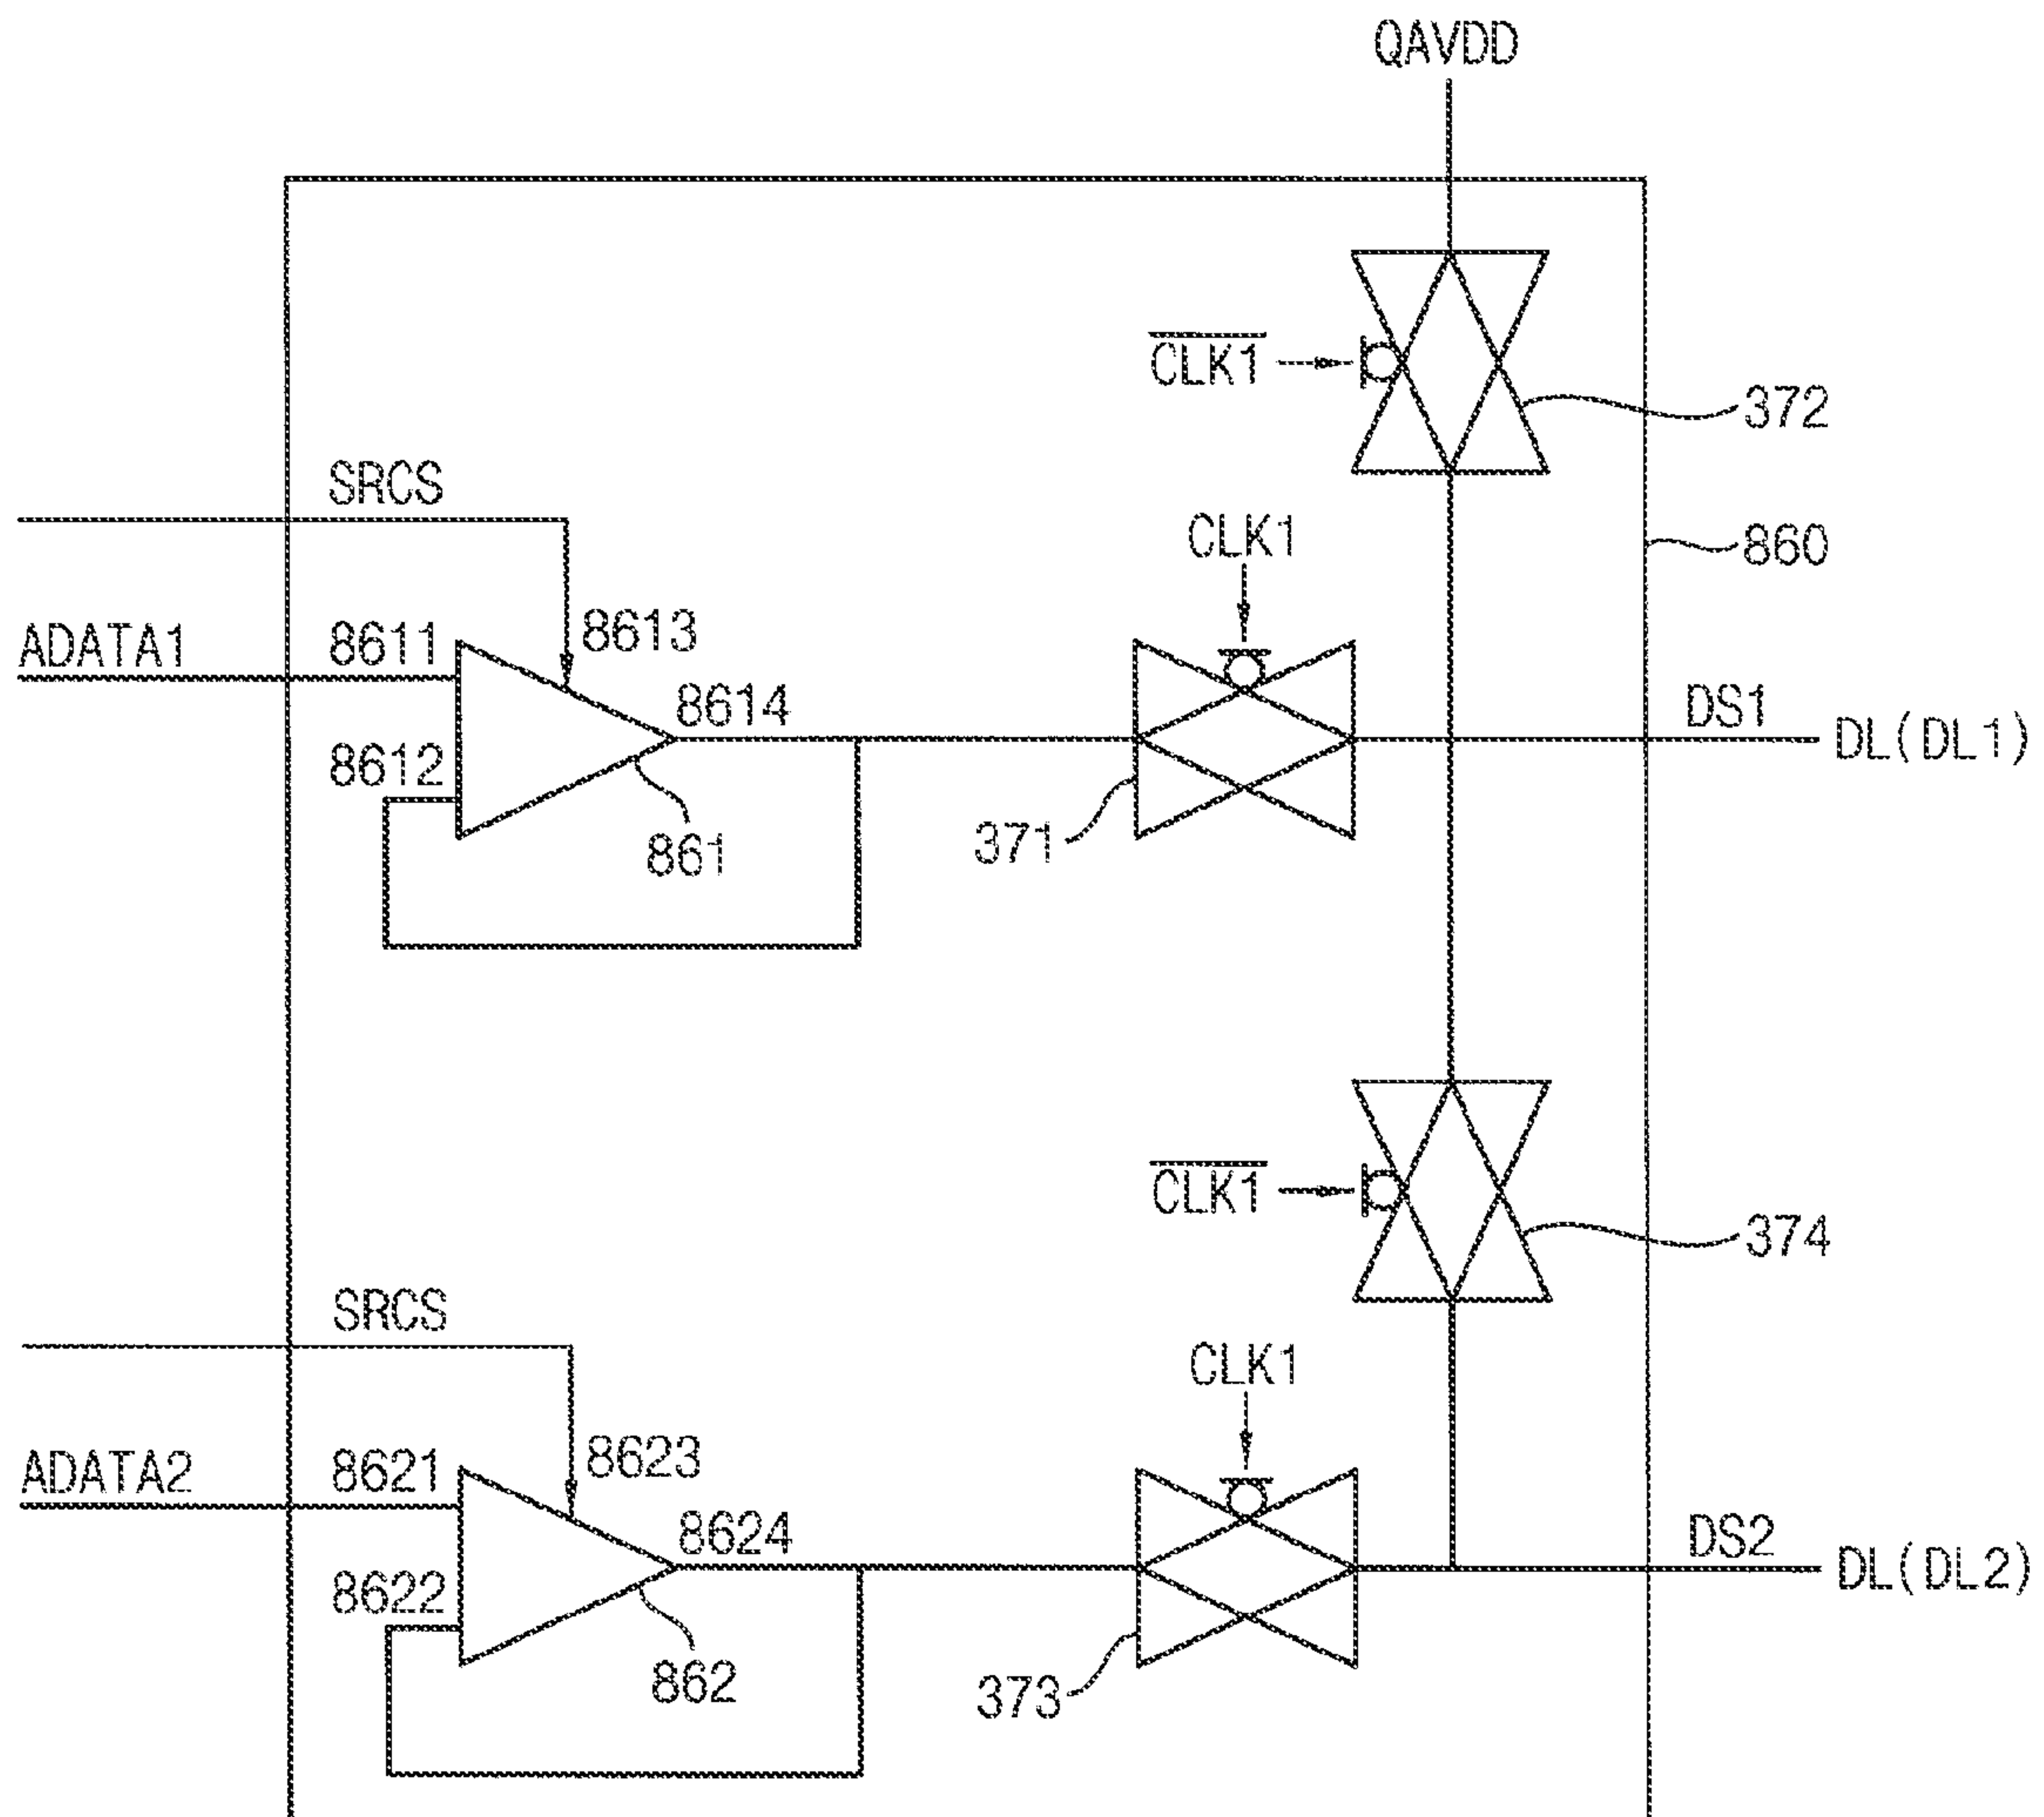 QAVDD
CLK1
372
SRCS
CLK1
860
ADATA1
8611
8613
8614
DS1
DL(DL1)
8612
861
371
CLK1
374
SRCS
CLK1
ADATA2
8621
8623
8624
DS2
DL(DL2)
8622
862
373